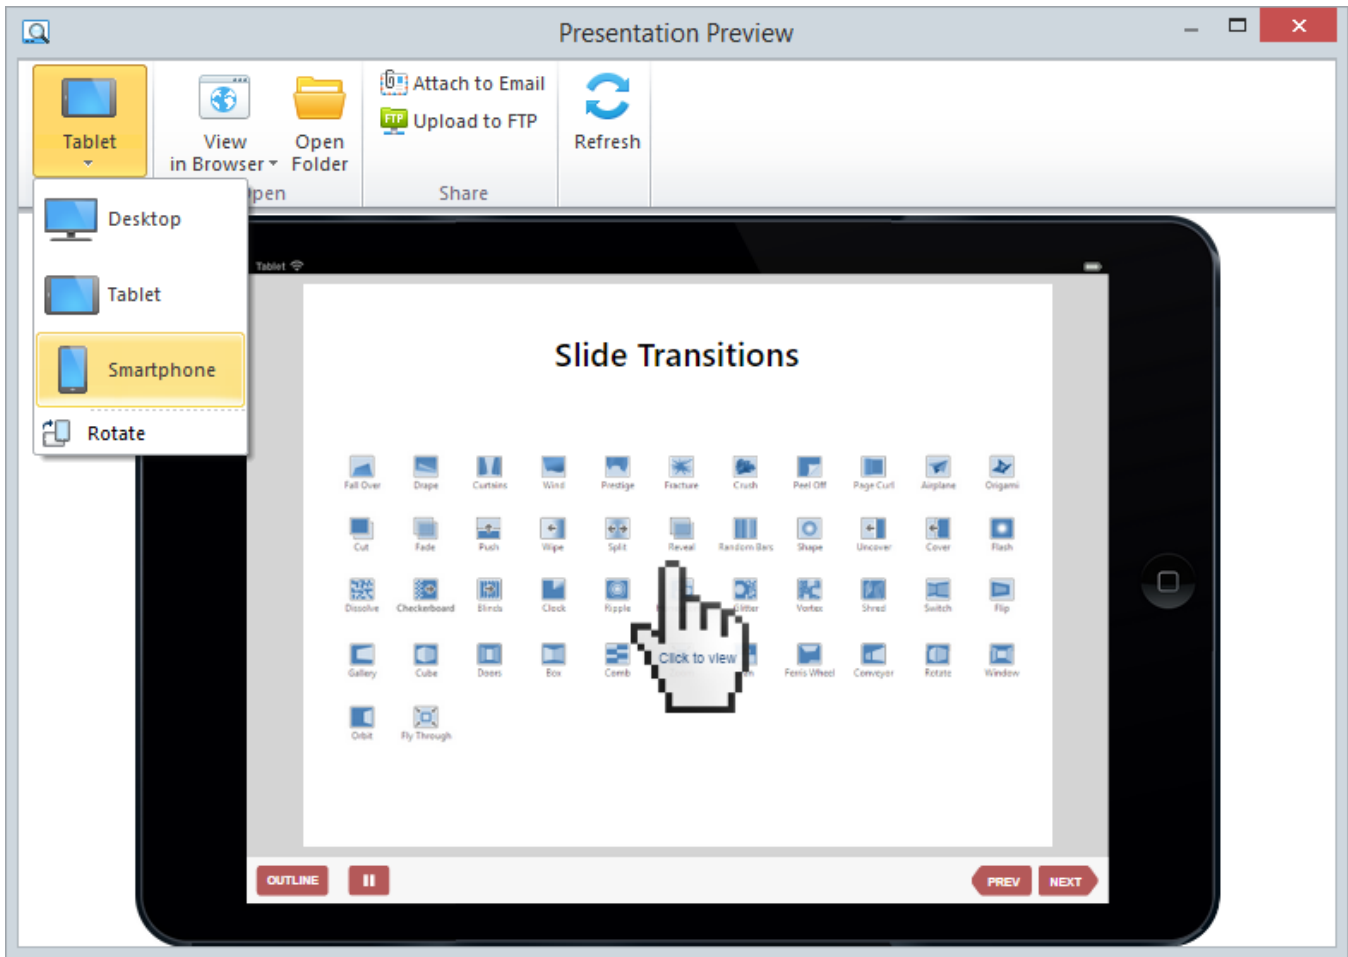 Presentation Preview
Tablet
View
in Browser
Open
Folder
Attach to Email
Upload to FTP
FTP
Refresh
pen
Share
Desktop
Tablet
Smartphone
Rotate
Tablet
Slide Transitions
Fall Over Drape Curtains Wind Prestige Fracture Crush Peel Off Page Curl Airplane Origami
Cut Fade Push Wipe Split Reveal Random Bars Shape Uncover Cover Flash
Dissolve Checkerboard Blinds Clock Ripple Glitter Vortex Shred Switch Flip
Gallery Cube Doors Box Comb Ferris Wheel Conveyor Rotate Window
Click to view
Orbit Fly Through
OUTLINE
PREV NEXT